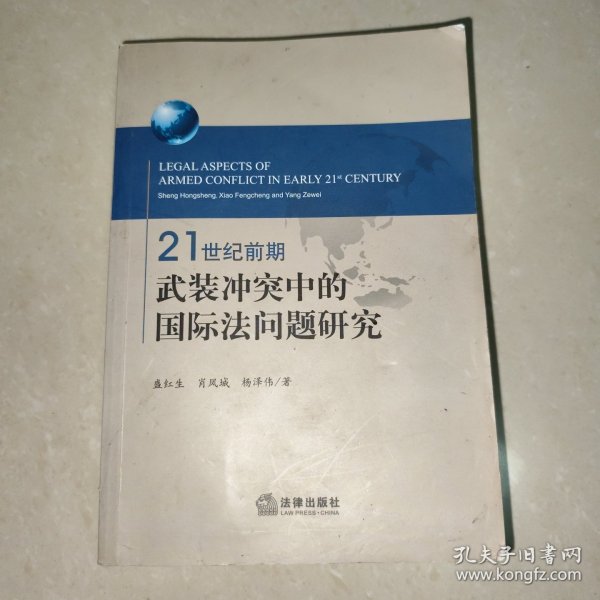 LEGAL ASPECTS OF
ARMED CONFLICT IN EARLY 21st CENTURY
Sheng Hongsheng, Xiao Fengcheng and Yang Zewei
21世纪前期
武装冲突中的
国际法问题研究
盛红生 肖凤城 杨泽伟/著
法律出版社
LAW PRESS·CHINA
孔夫子旧书网
www.kongfz.com